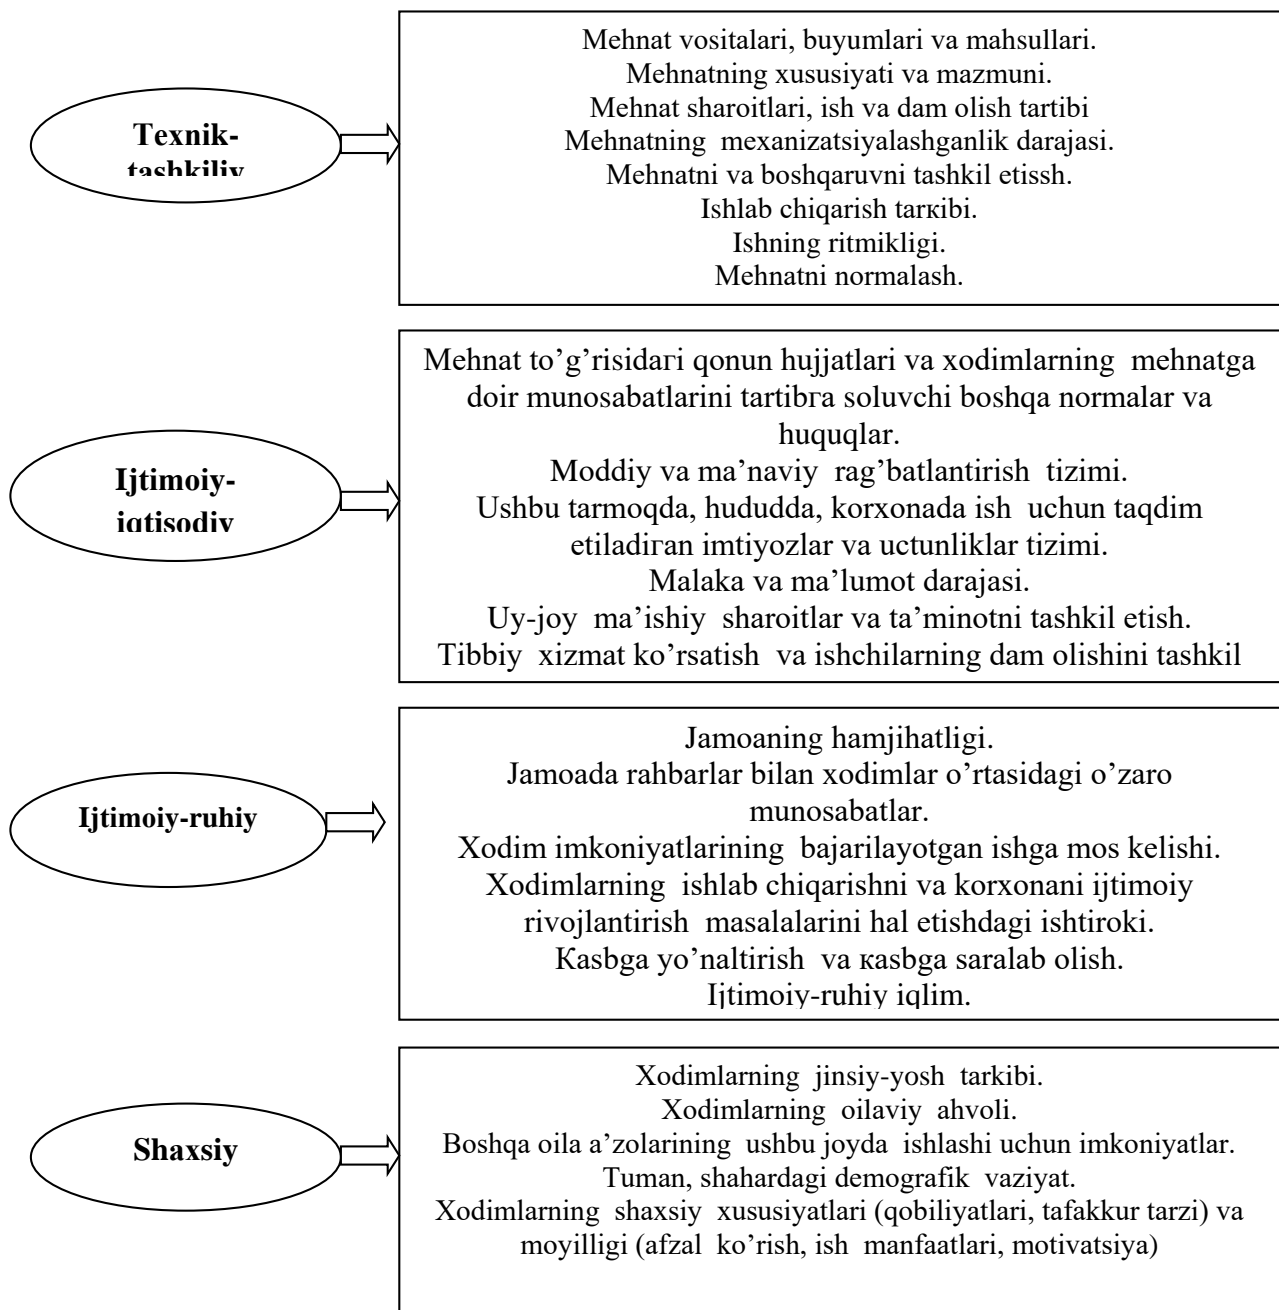 Texnik-
tashkiliy
Mehnat vositalari, buyumlari va mahsullari.
Mehnatning xususiyati va mazmuni.
Mehnat sharoitlari, ish va dam olish tartibi
Mehnatning mexanizatsiyalashganlik darajasi.
Mehnatni va boshqaruvni tashkil etissh.
Ishlab chiqarish tarкibi.
Ishning ritmikligi.
Mehnatni normalash.
Ijtimoiy-
iqtisodiy
Mehnat to’g’risidaгi qonun hujjatlari va xodimlarning mehnatga
doir munosabatlarini tartibгa soluvchi boshqa normalar va
huquqlar.
Moddiy va ma’naviy rag’batlantirish tizimi.
Ushbu tarmoqda, hududda, korxonada ish uchun taqdim
etiladiгan imtiyozlar va uctunliklar tizimi.
Malaka va ma’lumot darajasi.
Uy-joy ma’ishiy sharoitlar va ta’minotni tashkil etish.
Tibbiy xizmat ko’rsatish va ishchilarning dam olishini tashkil
Ijtimoiy-ruhiy
Jamoaning hamjihatligi.
Jamoada rahbarlar bilan xodimlar o’rtasidagi o’zaro
munosabatlar.
Xodim imkoniyatlarining bajarilayotgan ishga mos kelishi.
Xodimlarning ishlab chiqarishni va korxonani ijtimoiy
rivojlantirish masalalarini hal etishdagi ishtiroki.
Кasbga yo’naltirish va кasbga saralab olish.
Ijtimoiy-ruhiy iqlim.
Shaxsiy
Xodimlarning jinsiy-yosh tarkibi.
Xodimlarning oilaviy ahvoli.
Boshqa oila a’zolarining ushbu joyda ishlashi uchun imkoniyatlar.
Tuman, shahardagi demografik vaziyat.
Xodimlarning shaxsiy xususiyatlari (qobiliyatlari, tafakkur tarzi) va
moyilligi (afzal ko’rish, ish manfaatlari, motivatsiya)